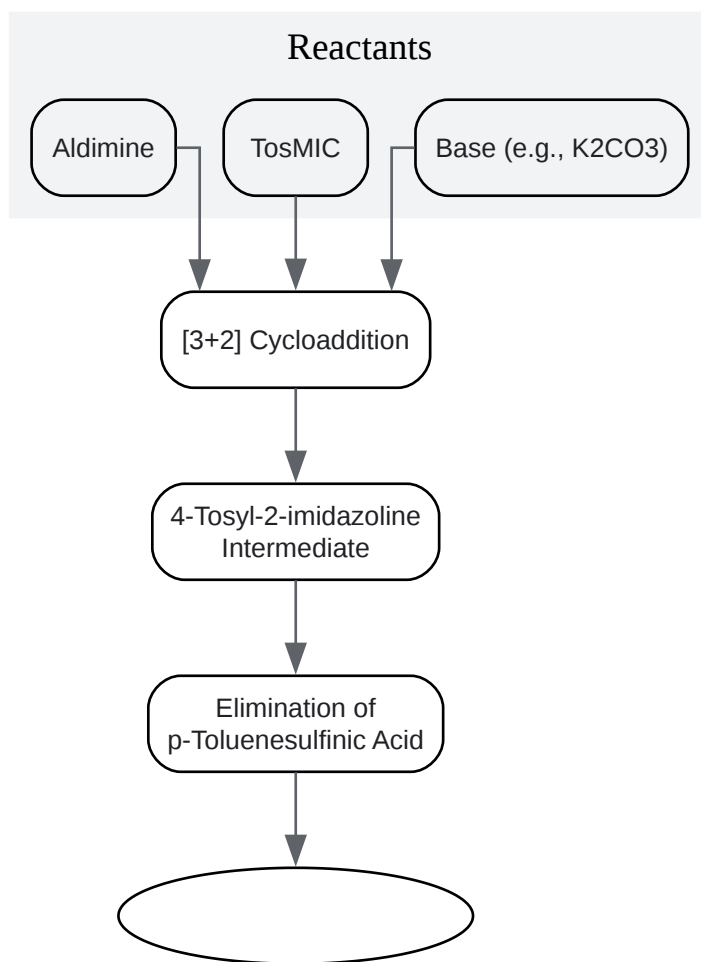 Reactants
Aldimine
TosMIC
Base (e.g., K2CO3)
[3+2] Cycloaddition
4-Tosyl-2-imidazoline
Intermediate
Elimination of
p-Toluenesulfinic Acid